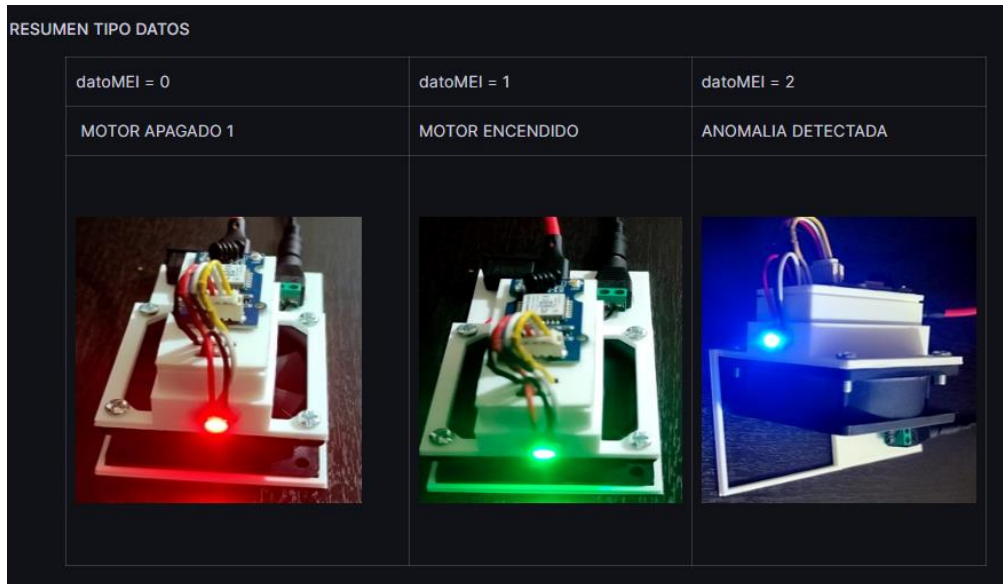 RESUMEN TIPO DATOS
datoMEI = 0
datoMEI = 1
datoMEI = 2
MOTOR APAGADO 1
MOTOR ENCENDIDO
ANOMALIA DETECTADA